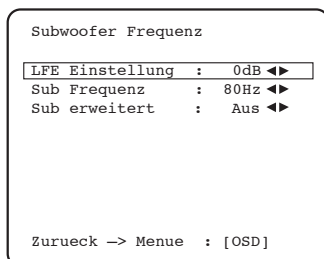 Subwoofer Frequenz
LFE Einstellung : 0dB ◄►
Sub Frequenz : 80Hz ◄►
Sub erweitert : Aus ◄►
Zurueck —> Menue : [OSD]